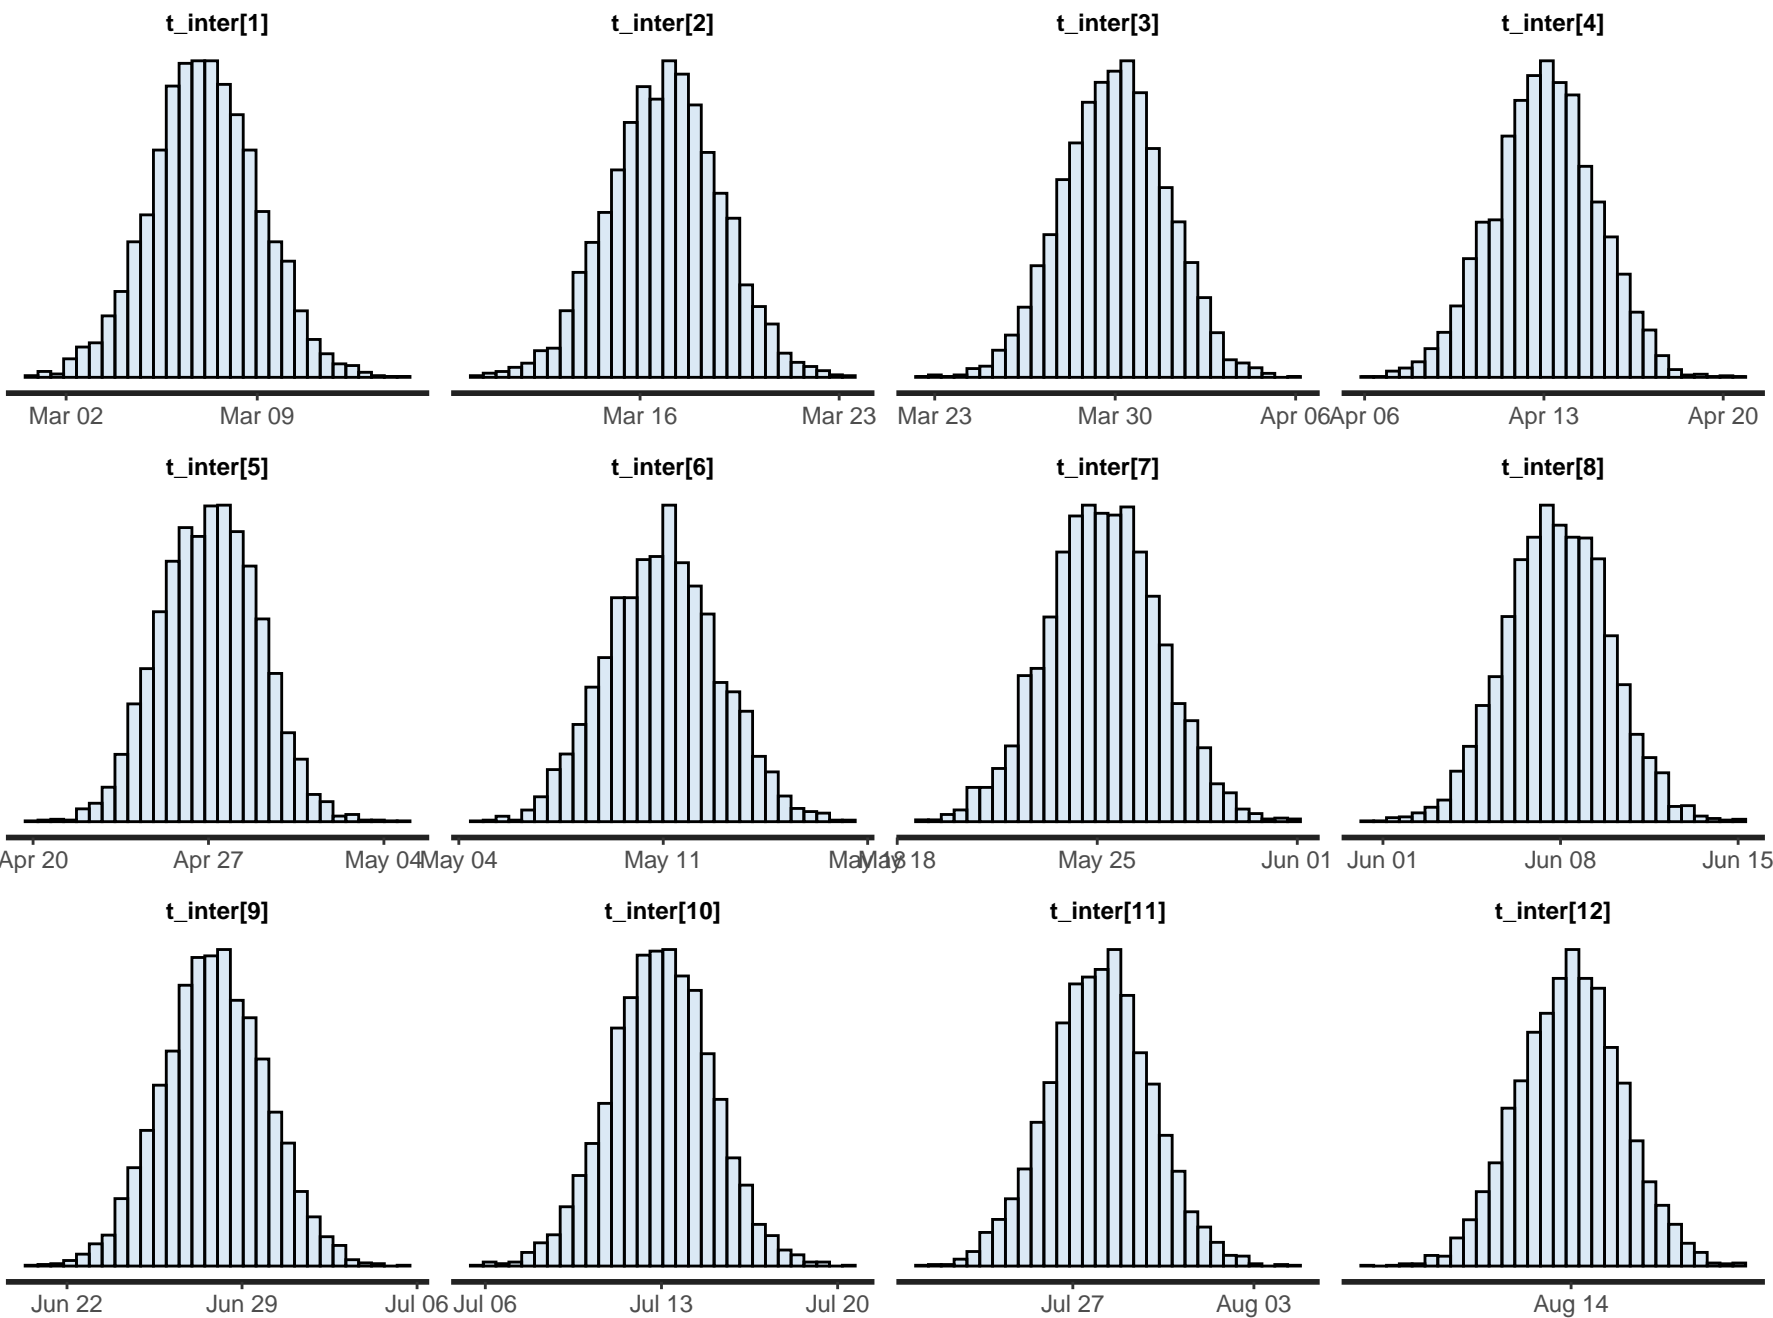 t_inter[1] t_inter[2] t_inter[3] t_inter[4]
Mar 02 Mar 09 Mar 16 Mar 23 Mar 23 Mar 30 Apr 06 Apr 06 Apr 13 Apr 20
t_inter[5] t_inter[6] t_inter[7] t_inter[8]
Apr 20 Apr 27 May 04 May 04 May 11 May 18 May 18 May 25 Jun 01 Jun 01 Jun 08 Jun 15
t_inter[9] t_inter[10] t_inter[11] t_inter[12]
Jun 22 Jun 29 Jul 06 Jul 06 Jul 13 Jul 20 Jul 27 Aug 03 Aug 14